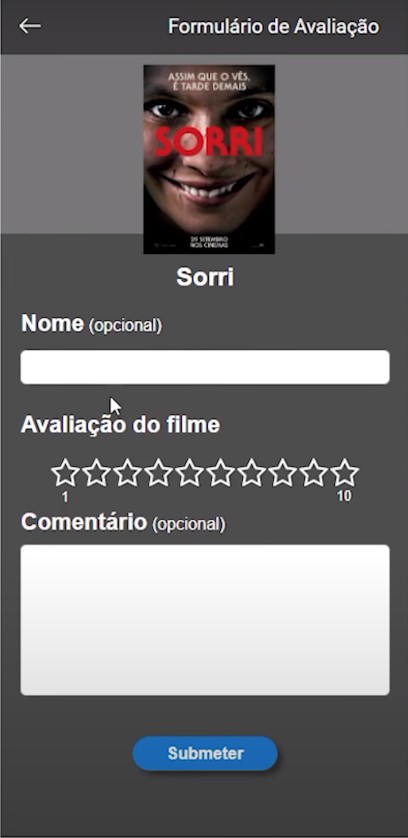 Formulário de Avaliação
ASSIM QUE O VÊS,
É TARDE DEMAIS
SORRI
29 SETEMBRO
NOS CINEMAS
Sorri
Nome (opcional)
Avaliação do filme
1 10
Comentário (opcional)
Submeter